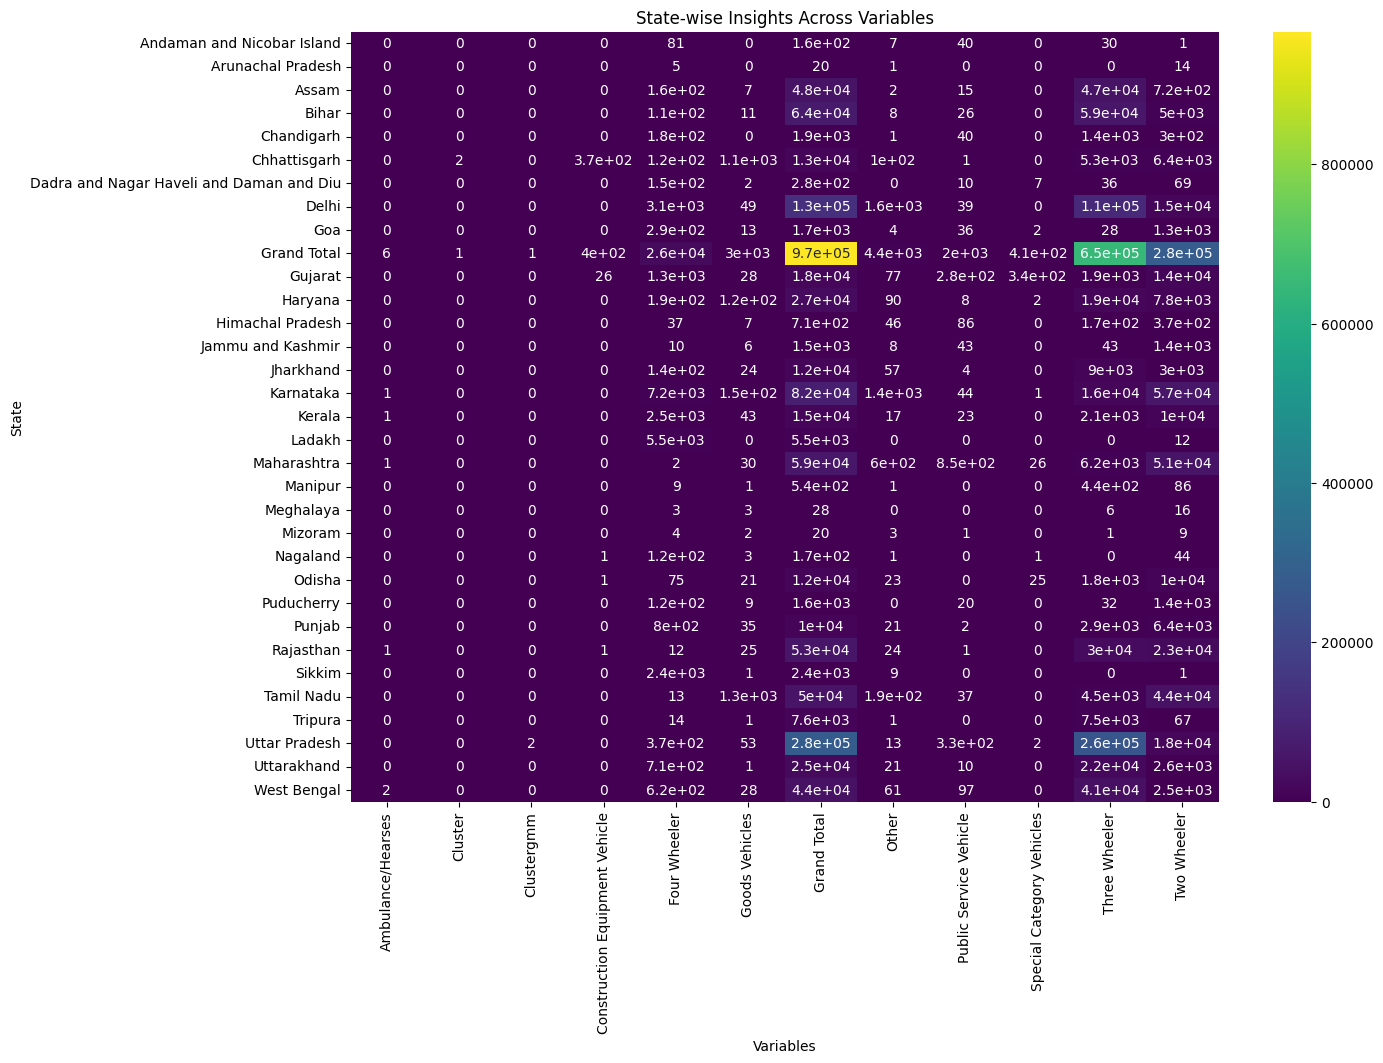 State-wise Insights Across Variables
State
Andaman and Nicobar Island 0 0 0 0 81 0 1.6e+02 7 40 0 30 1
Arunachal Pradesh 0 0 0 0 5 0 20 1 0 0 0 14
Assam 0 0 0 0 1.6e+02 7 4.8e+04 2 15 0 4.7e+04 7.2e+02
Bihar 0 0 0 0 1.1e+02 11 6.4e+04 8 26 0 5.9e+04 5e+03
Chandigarh 0 0 0 0 1.8e+02 0 1.9e+03 1 40 0 1.4e+03 3e+02
Chhattisgarh 0 2 0 3.7e+02 1.2e+02 1.1e+03 1.3e+04 1e+02 1 0 5.3e+03 6.4e+03
Dadra and Nagar Haveli and Daman and Diu 0 0 0 0 1.5e+02 2 2.8e+02 0 10 7 36 69
Delhi 0 0 0 0 3.1e+03 49 1.3e+05 1.6e+03 39 0 1.1e+05 1.5e+04
Goa 0 0 0 0 2.9e+02 13 1.7e+03 4 36 2 28 1.3e+03
Grand Total 6 1 1 4e+02 2.6e+04 3e+03 9.7e+05 4.4e+03 2e+03 4.1e+02 6.5e+05 2.8e+05
Gujarat 0 0 0 26 1.3e+03 28 1.8e+04 77 2.8e+02 3.4e+02 1.9e+03 1.4e+04
Haryana 0 0 0 0 1.9e+02 1.2e+02 2.7e+04 90 8 2 1.9e+04 7.8e+03
Himachal Pradesh 0 0 0 0 37 7 7.1e+02 46 86 0 1.7e+02 3.7e+02
Jammu and Kashmir 0 0 0 0 10 6 1.5e+03 8 43 0 43 1.4e+03
Jharkhand 0 0 0 0 1.4e+02 24 1.2e+04 57 4 0 9e+03 3e+03
Karnataka 1 0 0 0 7.2e+03 1.5e+02 8.2e+04 1.4e+03 44 1 1.6e+04 5.7e+04
Kerala 1 0 0 0 2.5e+03 43 1.5e+04 17 23 0 2.1e+03 1e+04
Ladakh 0 0 0 0 5.5e+03 0 5.5e+03 0 0 0 0 12
Maharashtra 1 0 0 0 2 30 5.9e+04 6e+02 8.5e+02 26 6.2e+03 5.1e+04
Manipur 0 0 0 0 9 1 5.4e+02 1 0 0 4.4e+02 86
Meghalaya 0 0 0 0 3 3 28 0 0 0 6 16
Mizoram 0 0 0 0 4 2 20 3 1 0 1 9
Nagaland 0 0 0 1 1.2e+02 3 1.7e+02 1 0 1 0 44
Odisha 0 0 0 1 75 21 1.2e+04 23 0 25 1.8e+03 1e+04
Puducherry 0 0 0 0 1.2e+02 9 1.6e+03 0 20 0 32 1.4e+03
Punjab 0 0 0 0 8e+02 35 1e+04 21 2 0 2.9e+03 6.4e+03
Rajasthan 1 0 0 1 12 25 5.3e+04 24 1 0 3e+04 2.3e+04
Sikkim 0 0 0 0 2.4e+03 1 2.4e+03 9 0 0 0 1
Tamil Nadu 0 0 0 0 13 1.3e+03 5e+04 1.9e+02 37 0 4.5e+03 4.4e+04
Tripura 0 0 0 0 14 1 7.6e+03 1 0 0 7.5e+03 67
Uttar Pradesh 0 0 2 0 3.7e+02 53 2.8e+05 13 3.3e+02 2 2.6e+05 1.8e+04
Uttarakhand 0 0 0 0 7.1e+02 1 2.5e+04 21 10 0 2.2e+04 2.6e+03
West Bengal 2 0 0 0 6.2e+02 28 4.4e+04 61 97 0 4.1e+04 2.5e+03
Ambulance/Hearses
Cluster
Clustergmm
Construction Equipment Vehicle
Four Wheeler
Goods Vehicles
Grand Total
Other
Public Service Vehicle
Special Category Vehicles
Three Wheeler
Two Wheeler
Variables
800000
600000
400000
200000
0